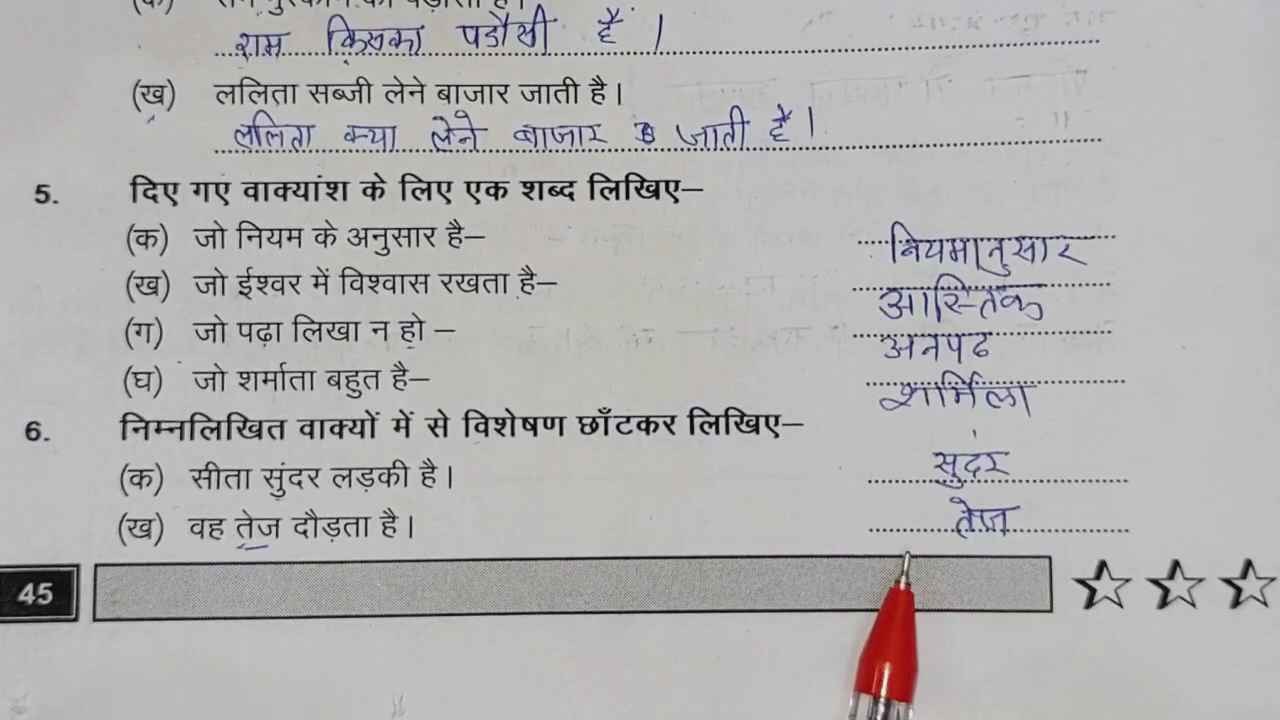 राम किसका पडोसी है ।
(ख) ललिता सब्जी लेने बाजार जाती है।
ललिता क्या लेने बाजार जाती है।
5. दिए गए वाक्यांश के लिए एक शब्द लिखिए–
(क) जो नियम के अनुसार है– नियमानुसार
(ख) जो ईश्वर में विश्वास रखता है– आस्तिक
(ग) जो पढ़ा लिखा न हो – अनपढ
(घ) जो शर्माता बहुत है– शर्मिला
6. निम्नलिखित वाक्यों में से विशेषण छाँटकर लिखिए–
(क) सीता सुंदर लड़की है। सुंदर
(ख) वह तेज दौड़ता है। तेज
45